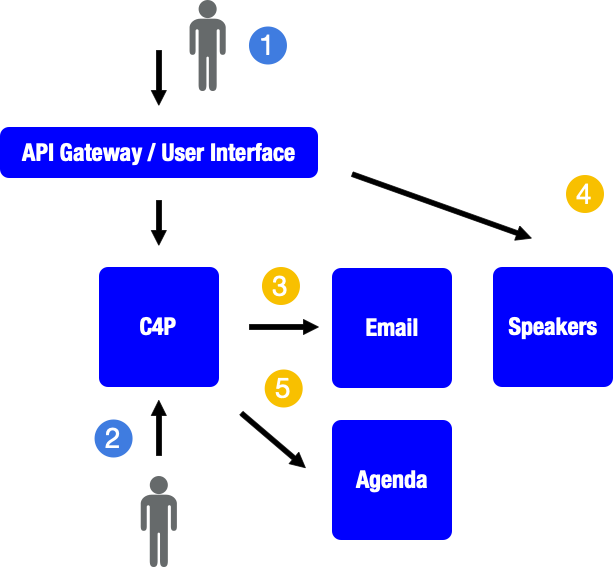 1
API Gateway / User Interface
4
3
C4P
Email
Speakers
5
2
Agenda